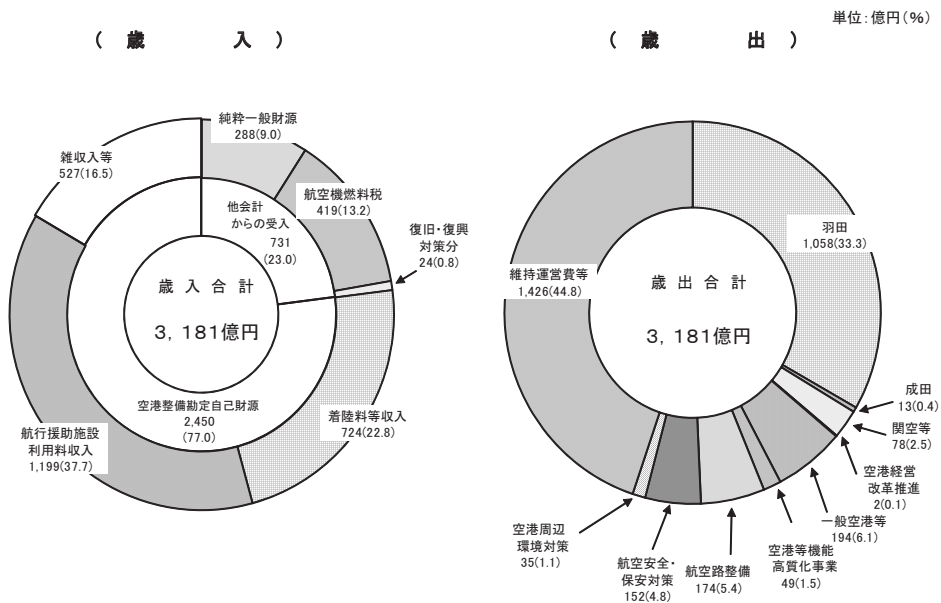 単位：億円（％）
（ 歳 入 ）
純粋一般財源
288(9.0)
雑収入等
527(16.5)
航空機燃料税
419(13.2)
他会計
からの受入
731
(23.0)
復旧・復興
対策分
24(0.8)
歳入合計
3，181億円
空港整備勘定自己財源
2,450
(77.0)
着陸料等収入
724(22.8)
航行援助施設
利用料収入
1,199(37.7)
（ 歳 出 ）
羽田
1,058(33.3)
維持運営費等
1,426(44.8)
歳出合計
3，181億円
成田
13(0.4)
関空等
78(2.5)
空港経営
改革推進
2(0.1)
一般空港等
194(6.1)
空港等機能
高質化事業
49(1.5)
航空路整備
174(5.4)
航空安全・
保安対策
152(4.8)
空港周辺
環境対策
35(1.1)